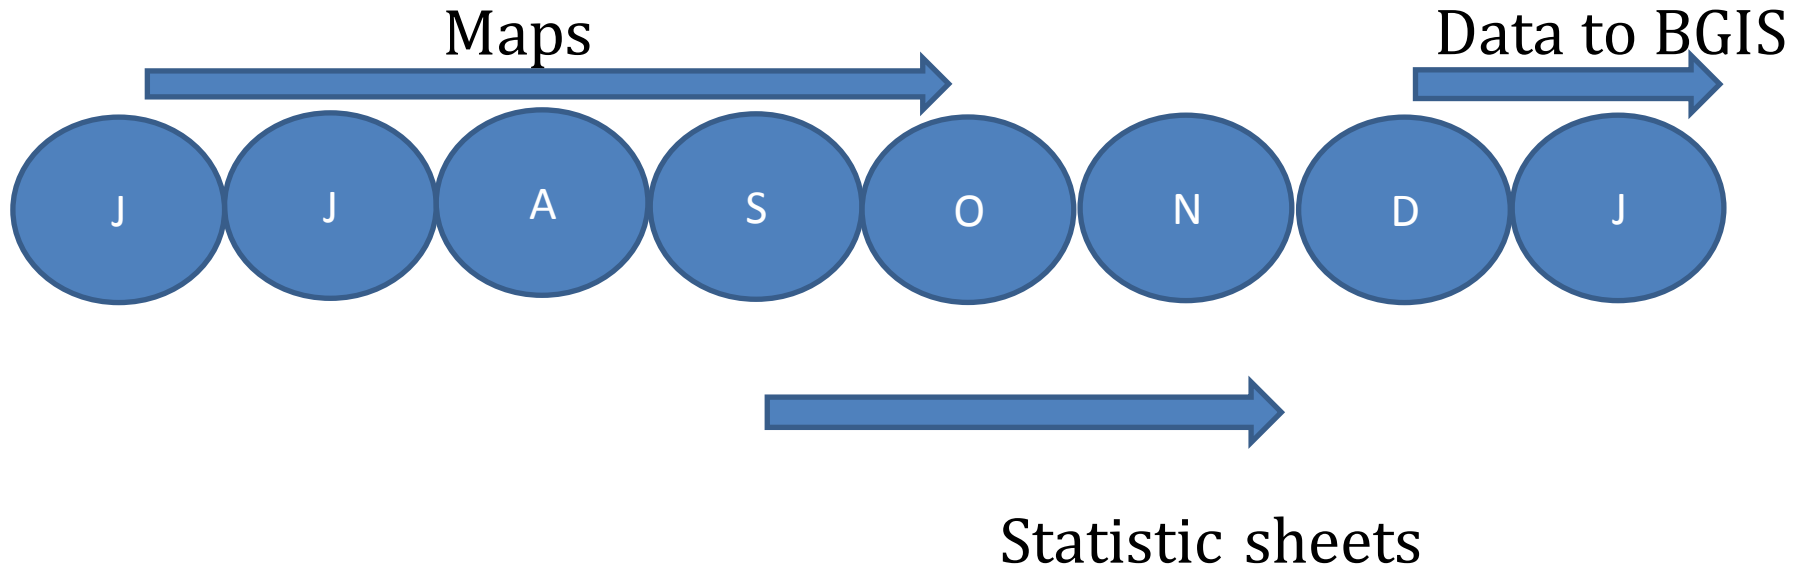 Maps
Data to BGIS
J J A S O N D J
Statistic sheets